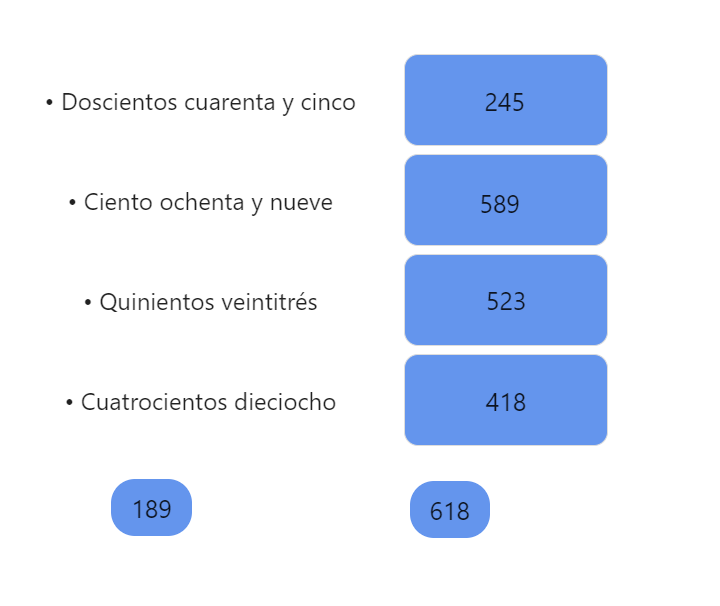 • Doscientos cuarenta y cinco 245
• Ciento ochenta y nueve 589
• Quinientos veintitrés 523
• Cuatrocientos dieciocho 418
189 618